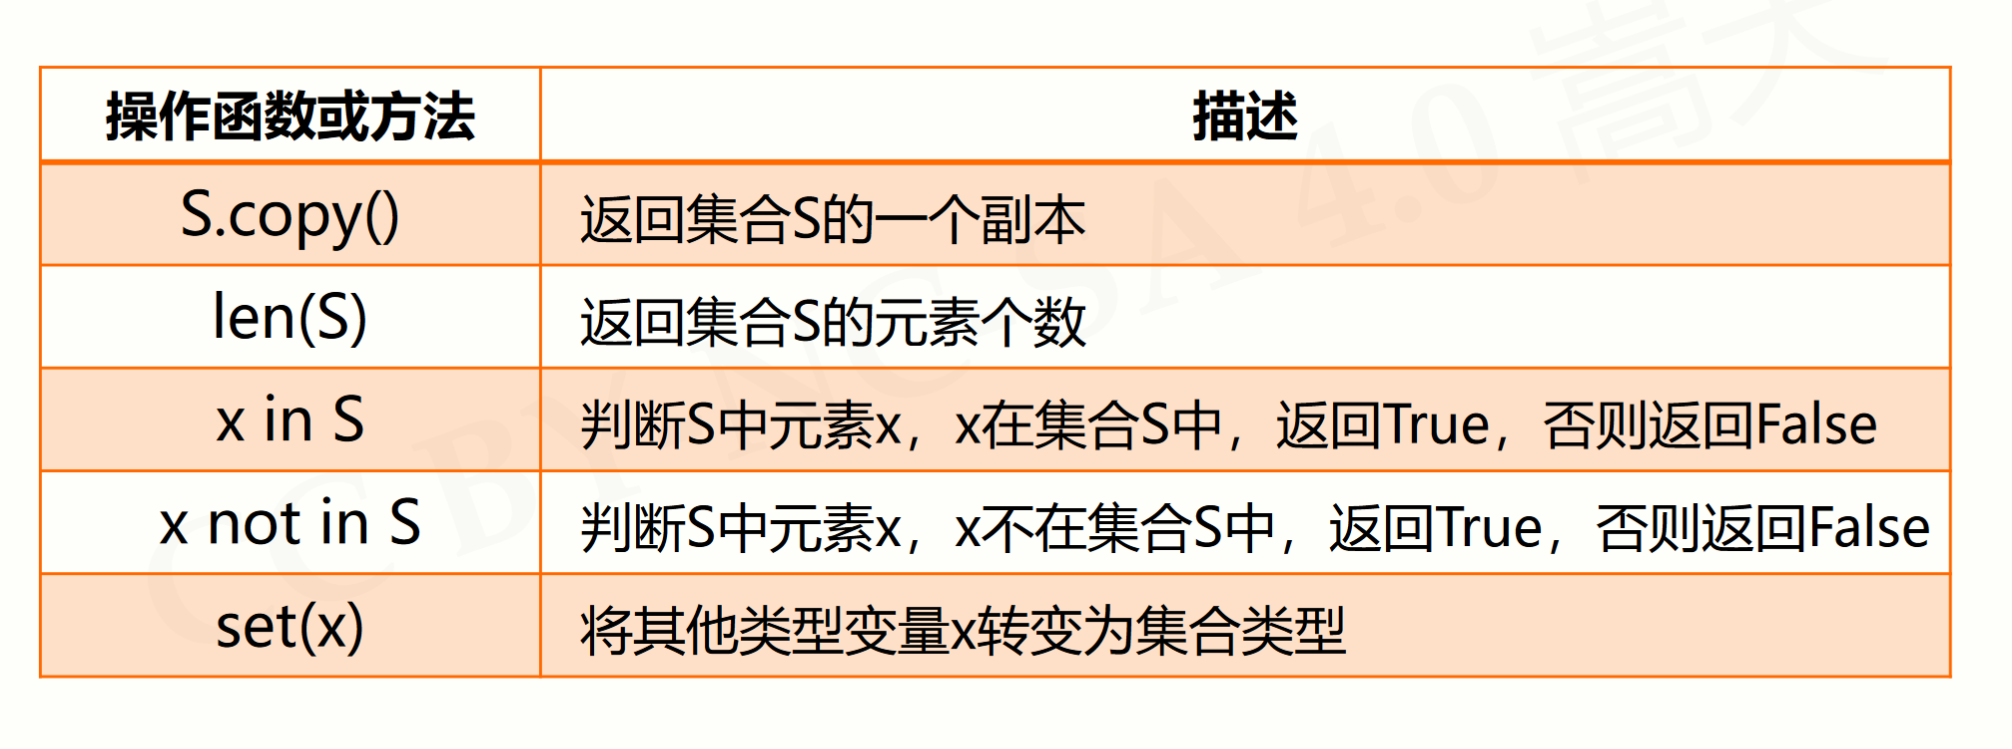 操作函数或方法 描述
S.copy() 返回集合S的一个副本
len(S) 返回集合S的元素个数
x in S 判断S中元素x，x在集合S中，返回True，否则返回False
x not in S 判断S中元素x，x不在集合S中，返回True，否则返回False
set(x) 将其他类型变量x转变为集合类型
CC BY NC SA 4.0 嵩天